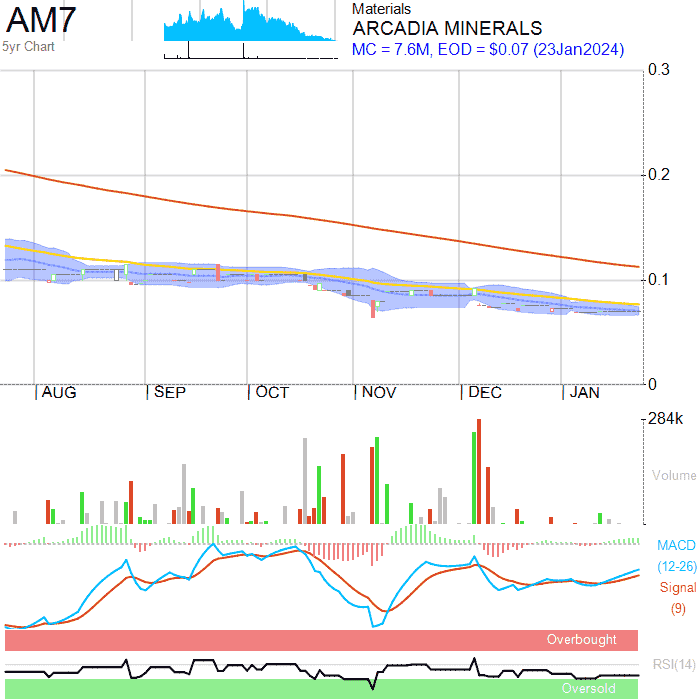 AM7
5yr Chart
Materials
ARCADIA MINERALS
MC = 7.6M, EOD = $0.07 (23Jan2024)
0.3
0.2
0.1
0
AUG SEP OCT NOV DEC JAN
284k
Volume
MACD
(12-26)
Signal
(9)
Overbought
RSI(14)
Oversold